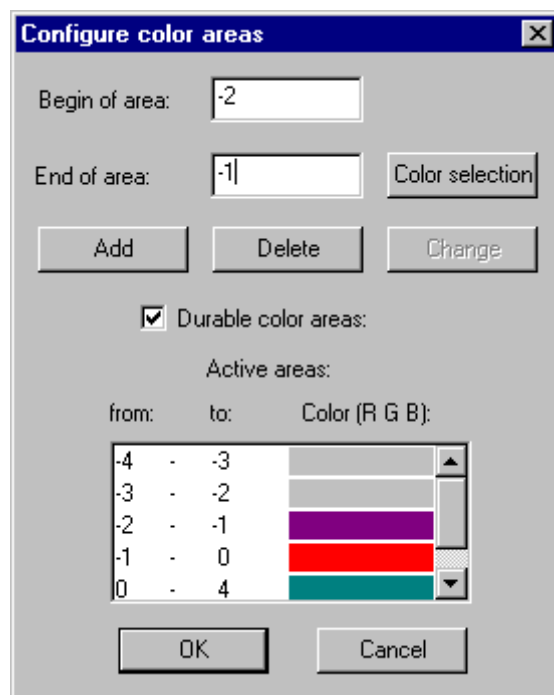 Configure color areas
Begin of area: -2
End of area: -1 Color selection
Add Delete Change
Durable color areas:
Active areas:
from: to: Color (R G B):
-4 - -3
-3 - -2
-2 - -1
-1 - 0
0 - 4
OK Cancel